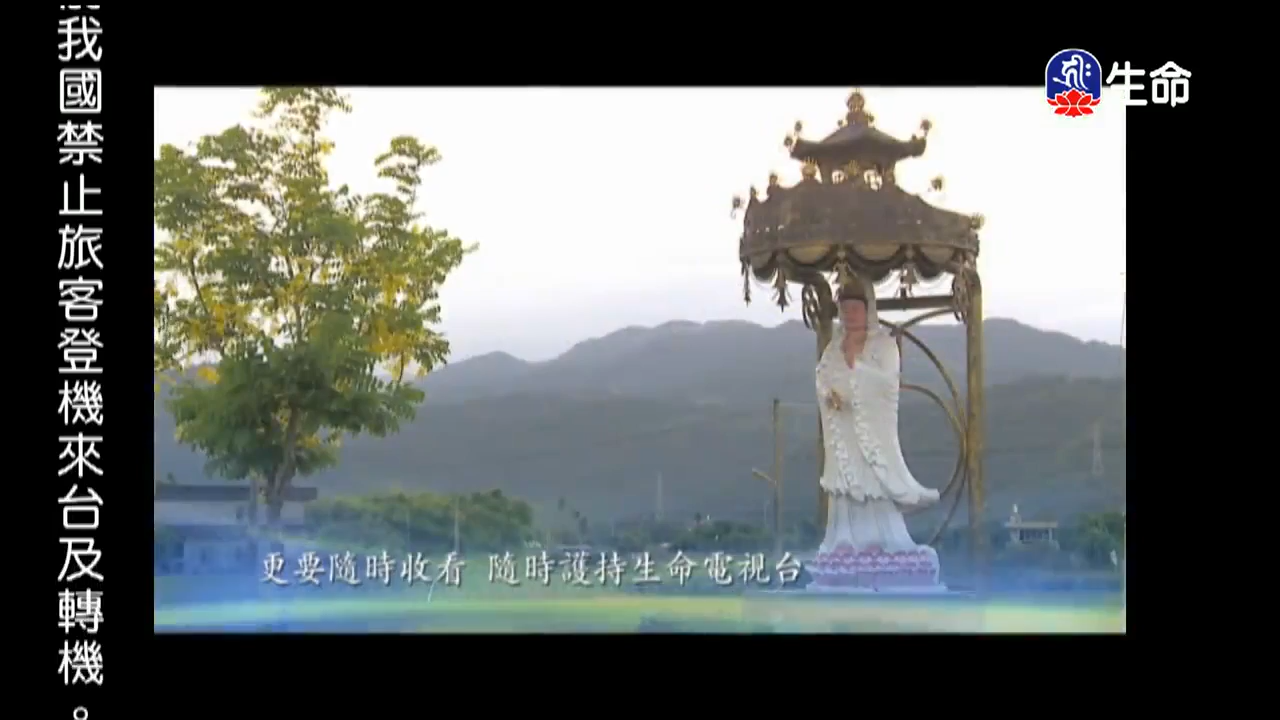 我國禁止旅客登機來台及轉機。
生命
更要隨時收看 隨時護持生命電視台